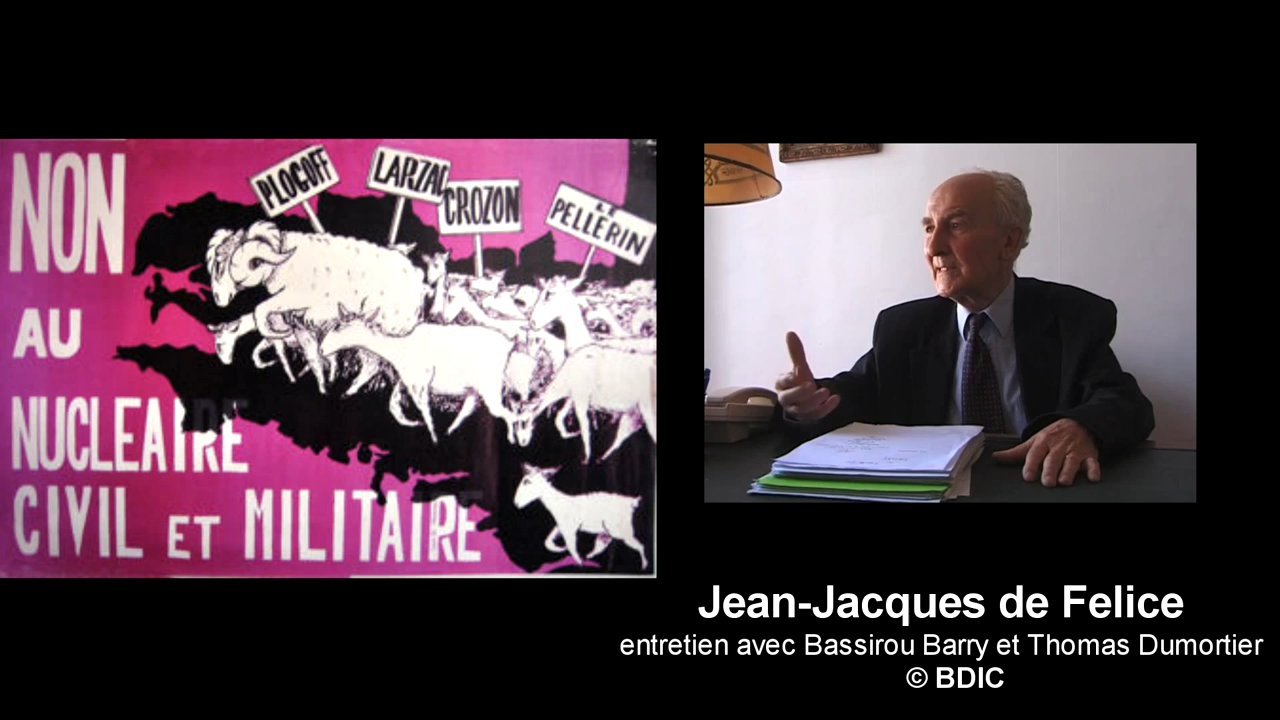 NON
AU
NUCLEAIRE
CIVIL ET MILITAIRE
PLOGOFF
LARZAC
CROZON
LE
PELLERIN
Jean-Jacques de Felice
entretien avec Bassirou Barry et Thomas Dumortier
© BDIC